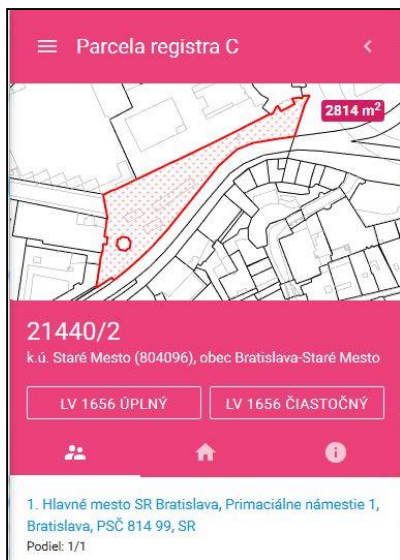 Parcela registra C
2814 m²
21440/2
k.ú. Staré Mesto (804096), obec Bratislava-Staré Mesto
LV 1656 ÚPLNÝ
LV 1656 ČIASTOČNÝ
1. Hlavné mesto SR Bratislava, Primaciálne námestie 1,
Bratislava, PSČ 814 99, SR
Podiel: 1/1